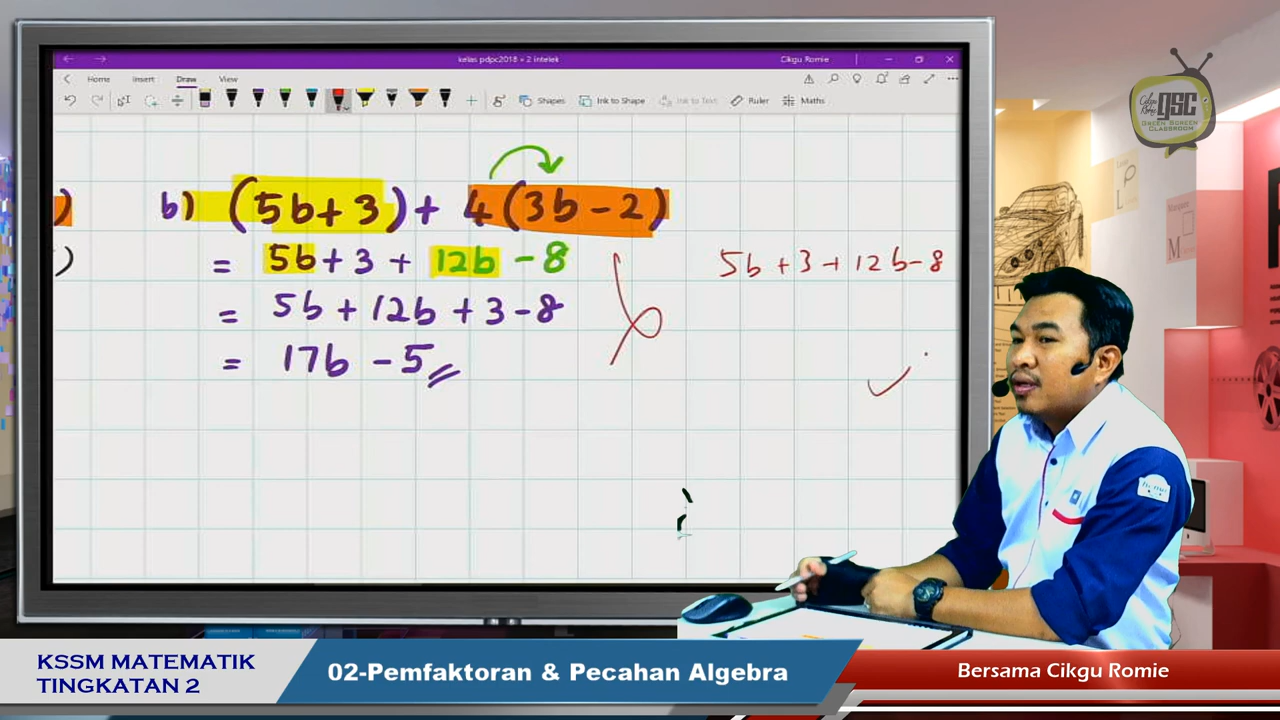 kelas pdpc2018 + 2 intelek
Cikgu Romie
Home Insert Draw View
Shapes Ink to Shape Ink to Text Ruler Maths
b) (5b+3) + 4(3b-2)
)
= 5b+3 + 12b - 8
)
= 5b + 12b + 3 - 8
= 17b - 5
5b + 3 + 12b - 8
Cikgu Romie GSC
GREEN SCREEN
CLASSROOM
L
P
M
KSSM MATEMATIK
TINGKATAN 2
02-Pemfaktoran & Pecahan Algebra
Bersama Cikgu Romie